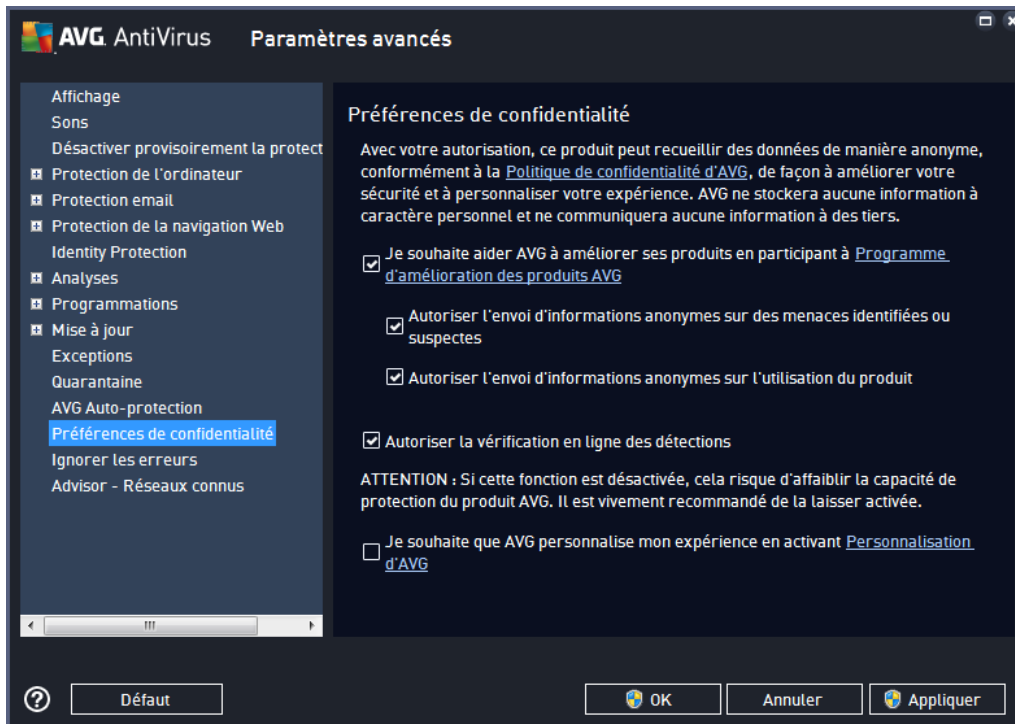 AVG AntiVirus Paramètres avancés
Affichage
Sons
Désactiver provisoirement la protect
Protection de l'ordinateur
Protection email
Protection de la navigation Web
Identity Protection
Analyses
Programmations
Mise à jour
Exceptions
Quarantaine
AVG Auto-protection
Préférences de confidentialité
Ignorer les erreurs
Advisor - Réseaux connus
Préférences de confidentialité
Avec votre autorisation, ce produit peut recueillir des données de manière anonyme,
conformément à la Politique de confidentialité d'AVG, de façon à améliorer votre
sécurité et à personnaliser votre expérience. AVG ne stockera aucune information à
caractère personnel et ne communiquera aucune information à des tiers.
Je souhaite aider AVG à améliorer ses produits en participant à Programme
d'amélioration des produits AVG
Autoriser l'envoi d'informations anonymes sur des menaces identifiées ou
suspectes
Autoriser l'envoi d'informations anonymes sur l'utilisation du produit
Autoriser la vérification en ligne des détections
ATTENTION : Si cette fonction est désactivée, cela risque d'affaiblir la capacité de
protection du produit AVG. Il est vivement recommandé de la laisser activée.
Je souhaite que AVG personnalise mon expérience en activant Personnalisation
d'AVG
? Défaut OK Annuler Appliquer